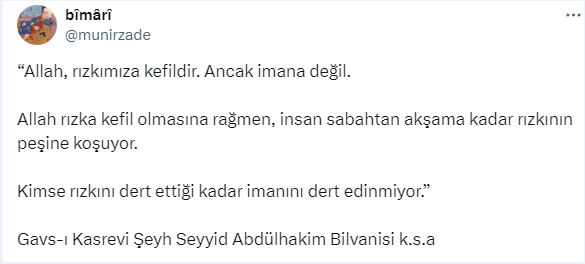 bîmârî
@munirzade
“Allah, rızkımıza kefildir. Ancak imana değil.
Allah rızka kefil olmasına rağmen, insan sabahtan akşama kadar rızkının
peşine koşuyor.
Kimse rızkını dert ettiği kadar imanını dert edinmiyor.”
Gavs-ı Kasrevi Şeyh Seyyid Abdülhakim Bilvanisi k.s.a